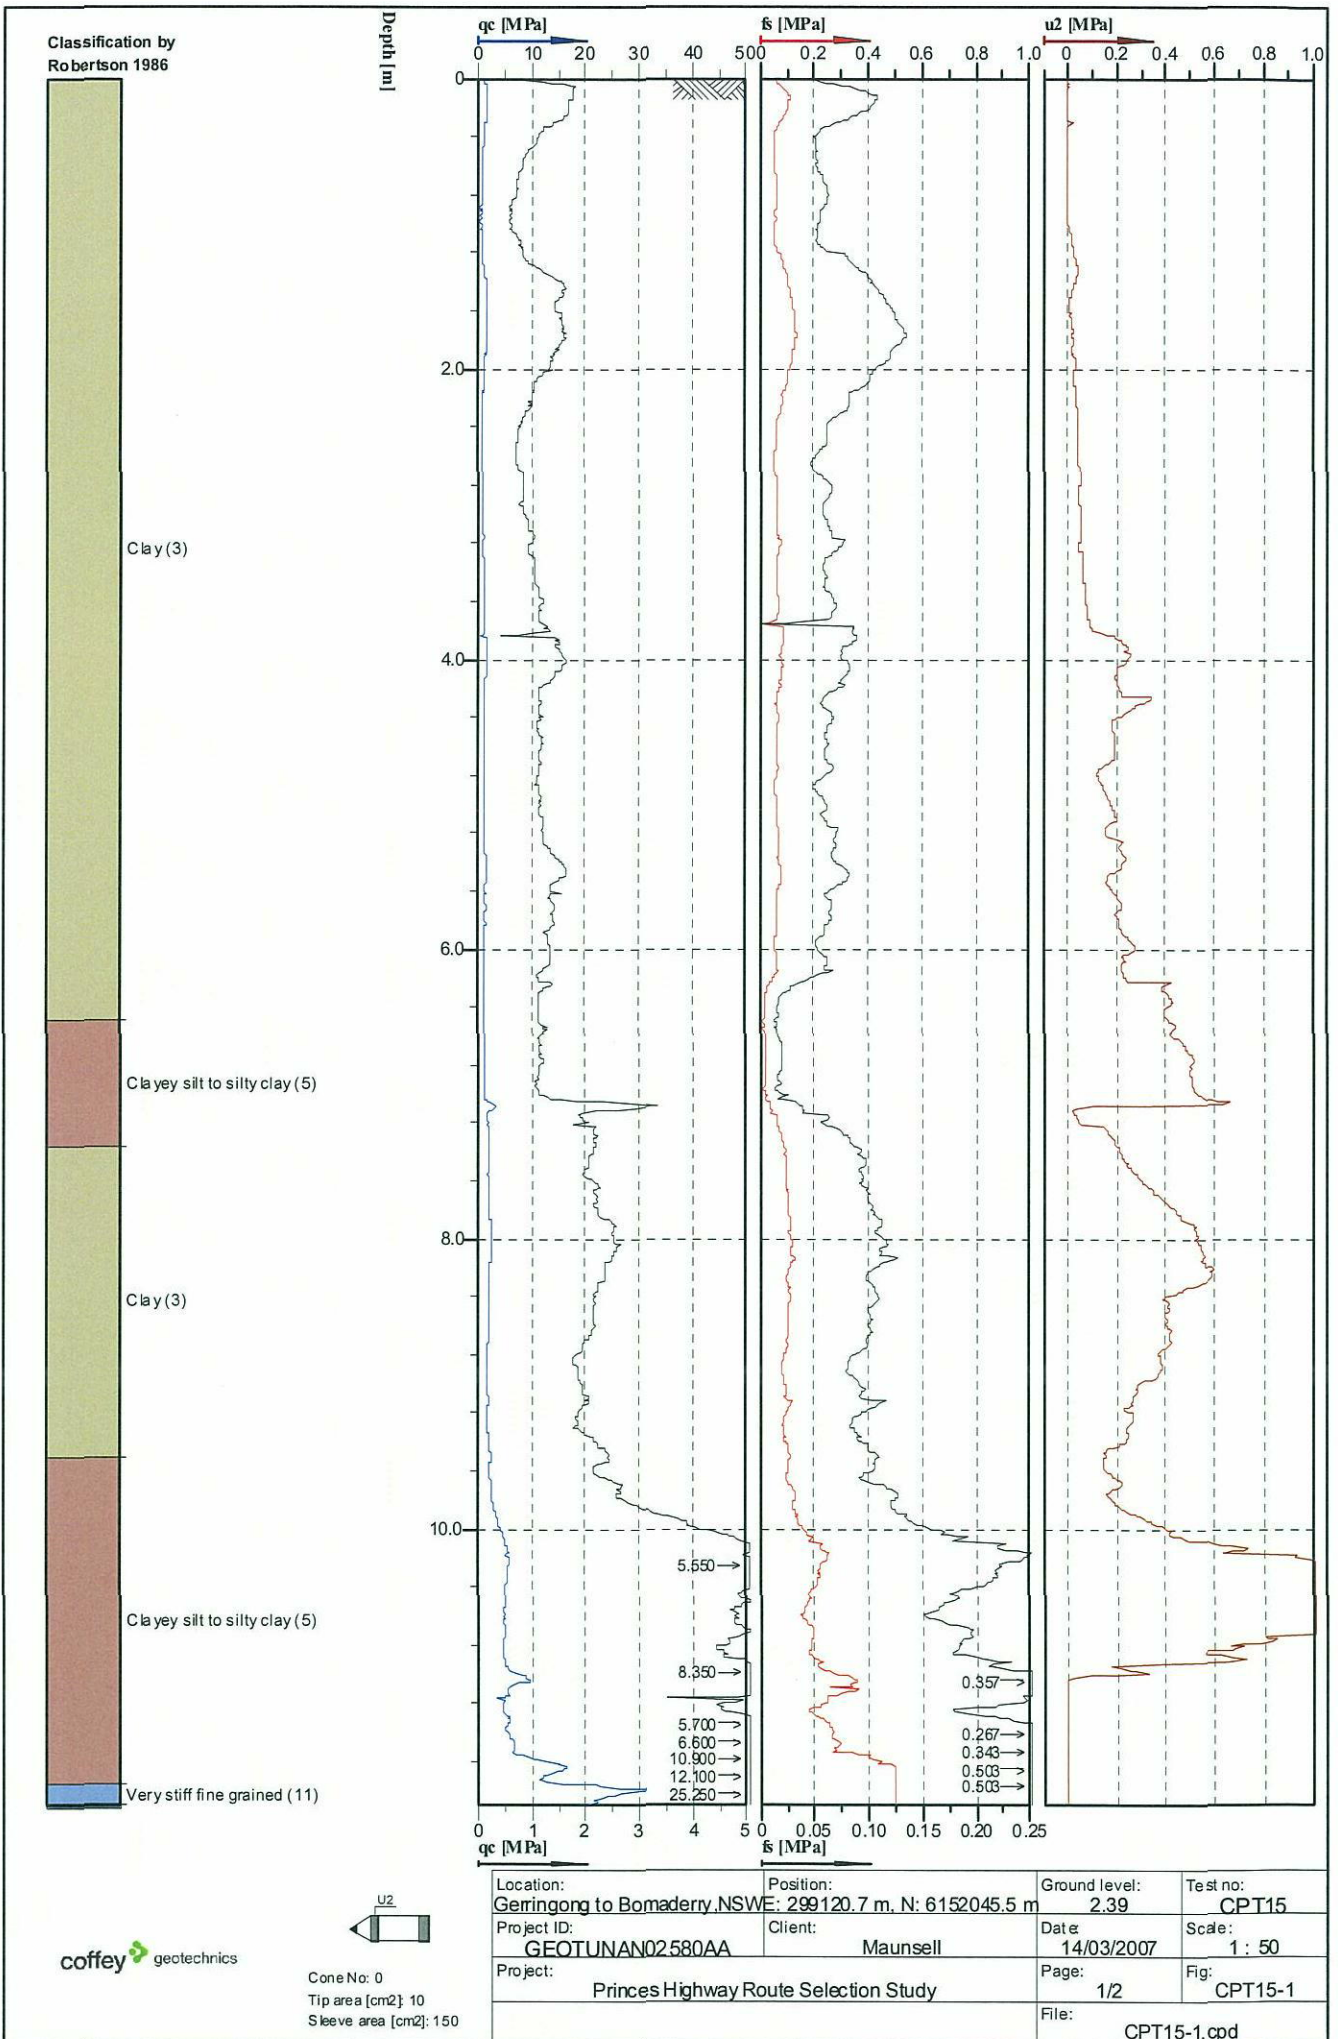 Classification by
Robertson 1986
Depth [m]
qc [MPa]
fs [MPa]
u2 [MPa]
0 10 20 30 40 50
0 0.2 0.4 0.6 0.8 1.0
0 0.2 0.4 0.6 0.8 1.0
0
2.0
Clay (3)
4.0
6.0
Clayey silt to silty clay (5)
8.0
Clay (3)
10.0
5.550
Clayey silt to silty clay (5)
8.350
0.357
5.700
0.267
6.600
0.343
10.900
0.503
12.100
0.503
25.250
Very stiff fine grained (11)
0 1 2 3 4 5
0 0.05 0.10 0.15 0.20 0.25
qc [MPa]
fs [MPa]
U2
coffey geotechnics
Cone No: 0
Tip area [cm2]: 10
Sleeve area [cm2]: 150
Location:
Gerringong to Bomaderry, NSW
Position:
E: 299120.7 m, N: 6152045.5 m
Ground level:
2.39
Test no:
CPT15
Project ID:
GEOTUNAN02580AA
Client:
Maunsell
Date:
14/03/2007
Scale:
1 : 50
Project:
Princes Highway Route Selection Study
Page:
1/2
Fig:
CPT15-1
File:
CPT15-1.cpd